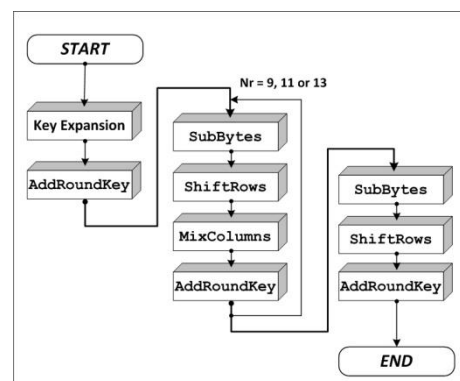 START
Key Expansion
AddRoundKey
Nr = 9, 11 or 13
SubBytes
ShiftRows
MixColumns
AddRoundKey
SubBytes
ShiftRows
AddRoundKey
END